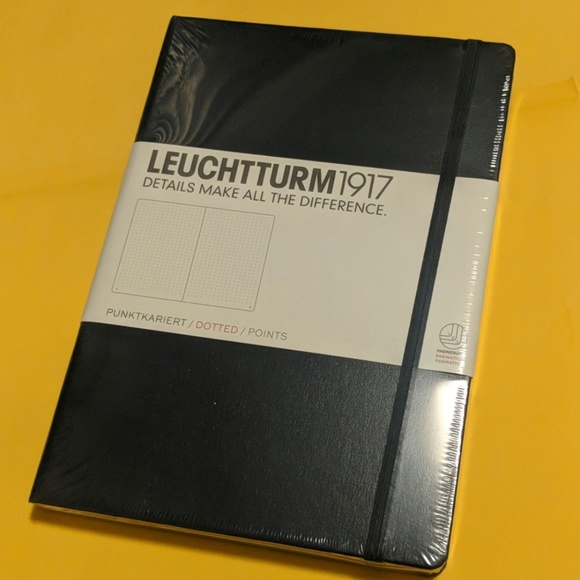 LEUCHTTURM1917
DETAILS MAKE ALL THE DIFFERENCE.
PUNKTKARIERT / DOTTED / POINTS